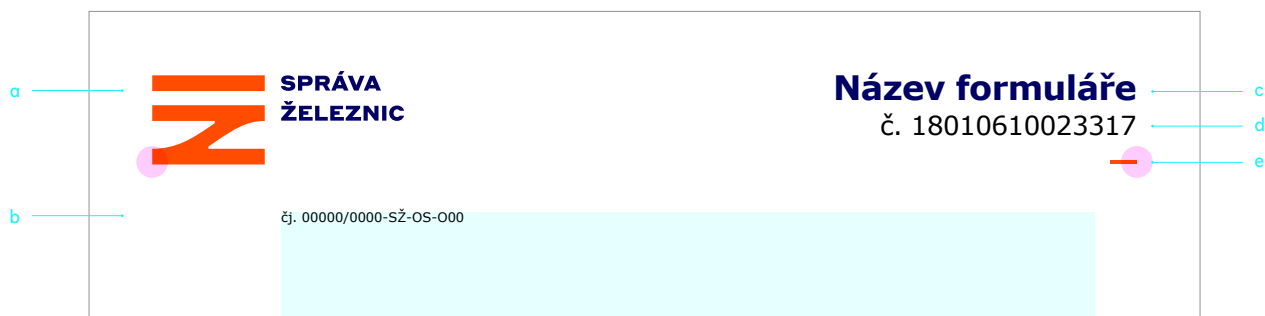 a
SPRÁVA
ŽELEZNIC
Název formuláře
c
č. 18010610023317
d
e
b
čj. 00000/0000-SŽ-OS-O00